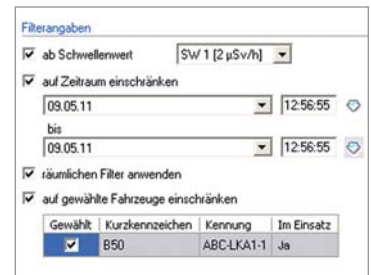 Filterangaben
ab Schwellenwert SW 1 [2 µSv/h]
auf Zeitraum einschränken
09.05.11 12:56:55
bis
09.05.11 12:56:55
räumlichen Filter anwenden
auf gewählte Fahrzeuge einschränken
Gewählt Kurzkennzeichen Kennung Im Einsatz
B50 ABC-LKA1-1 Ja